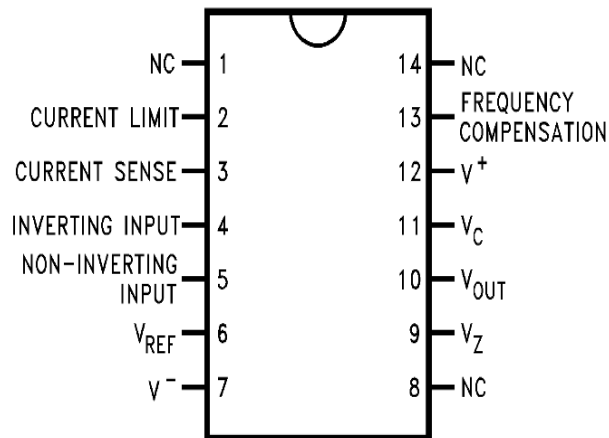 NC 1 14 NC
CURRENT LIMIT 2 13 FREQUENCY
COMPENSATION
CURRENT SENSE 3 12 V+
INVERTING INPUT 4 11 VC
NON-INVERTING
INPUT 5 10 VOUT
VREF 6 9 VZ
V- 7 8 NC